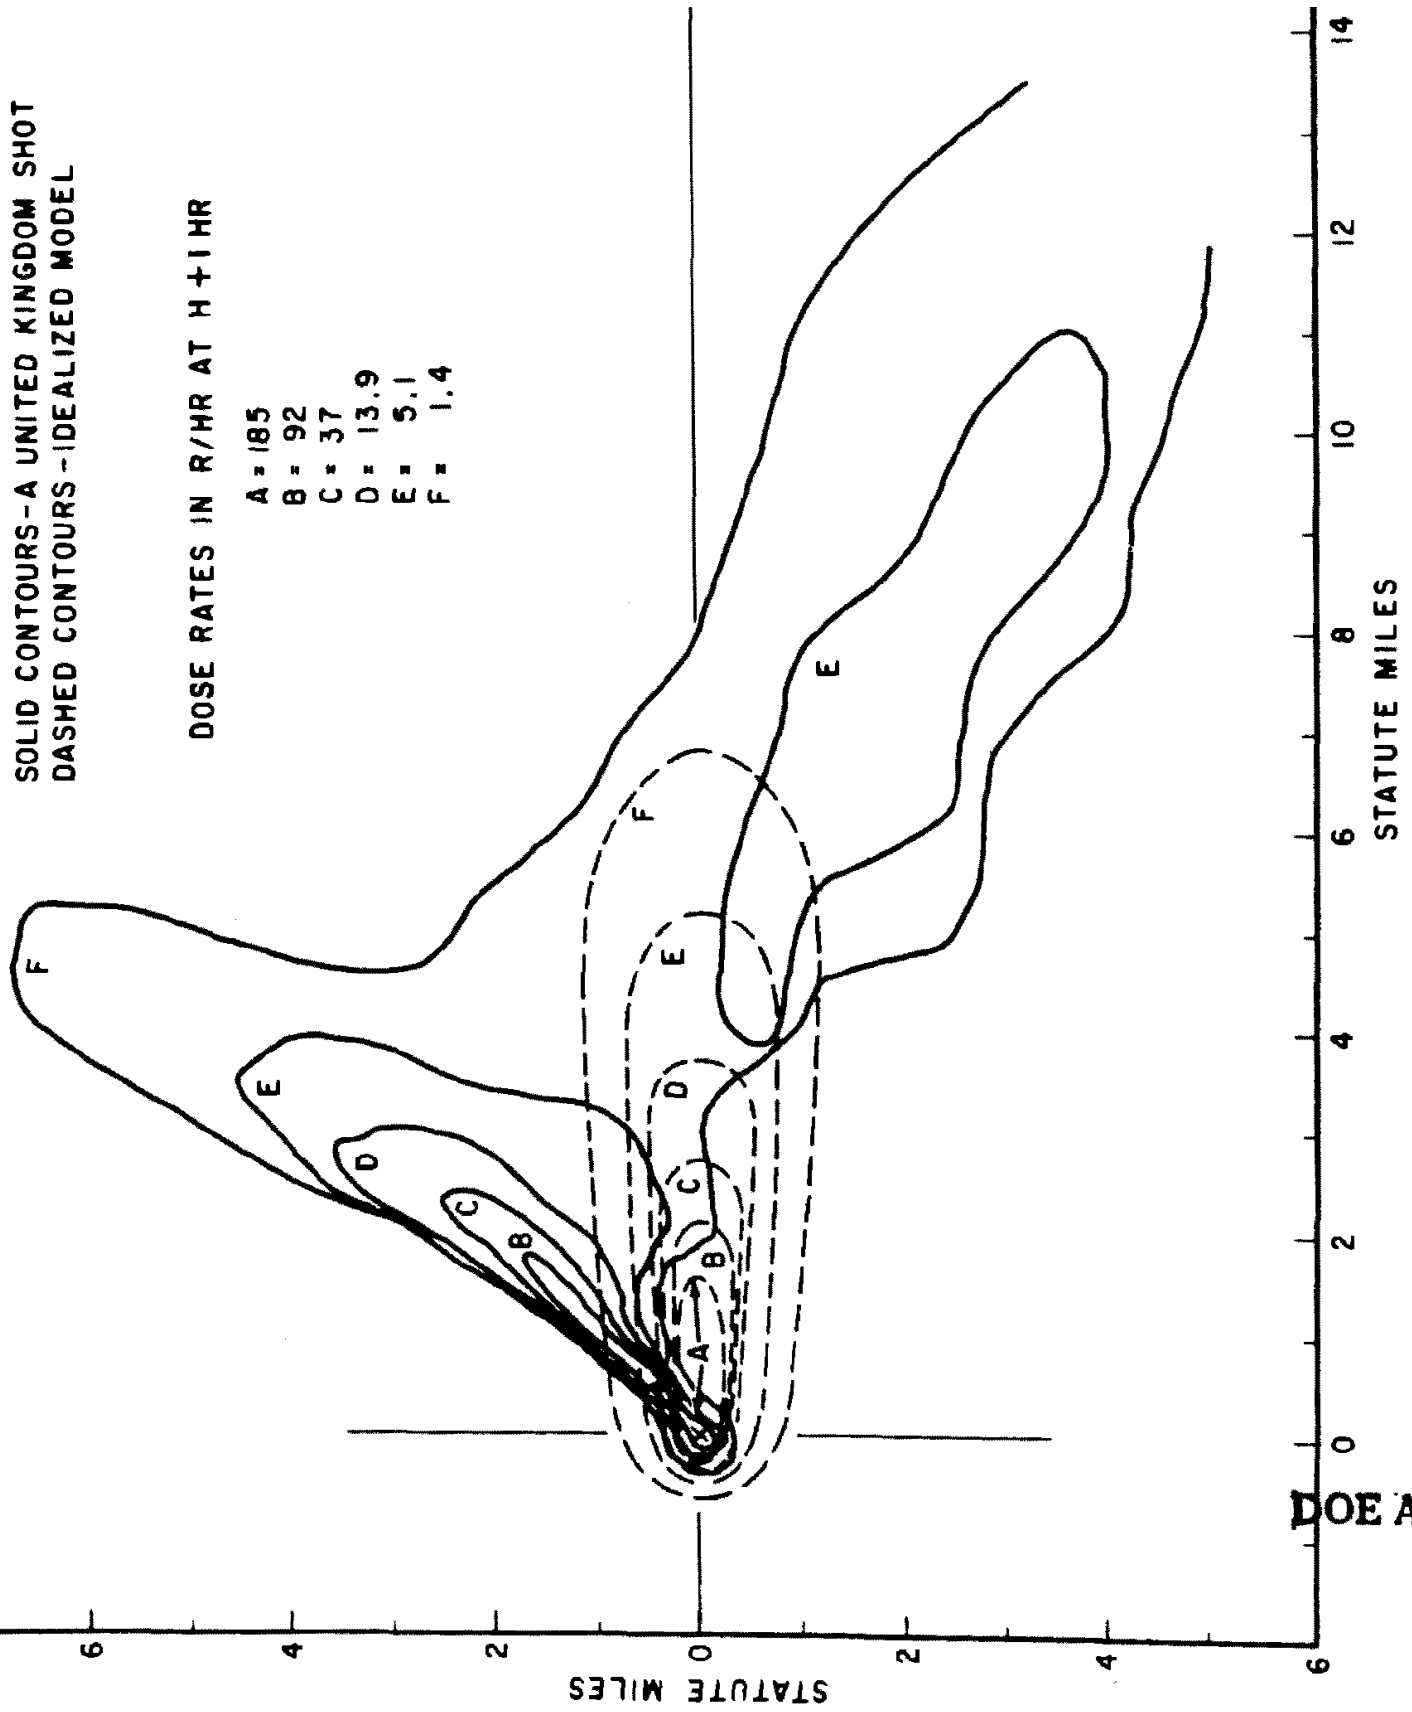 SOLID CONTOURS-A UNITED KINGDOM SHOT
DASHED CONTOURS-IDEALIZED MODEL
DOSE RATES IN R/HR AT H+1 HR
A = 185
B = 92
C = 37
D = 13.9
E = 5.1
F = 1.4
F
E
D
C
B
A
B
C
D
E
F
E
STATUTE MILES
6
4
2
0
2
4
6
0
2
4
6
8
10
12
14
STATUTE MILES
DOE A